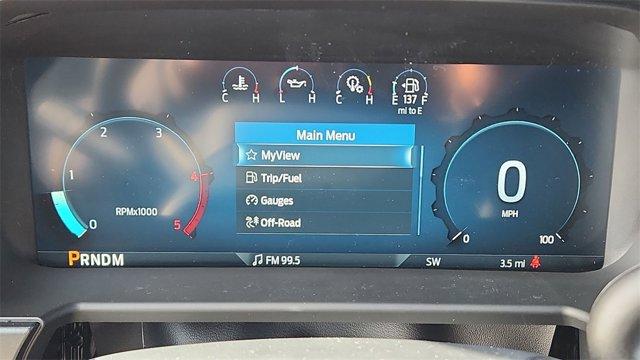 C H L H C H E 137 F
mi to E
Main Menu
MyView
Trip/Fuel
Gauges
Off-Road
0 1 2 3 4 5
RPMx1000
0
MPH
0 100
PRNDM
FM 99.5
SW
3.5 mi